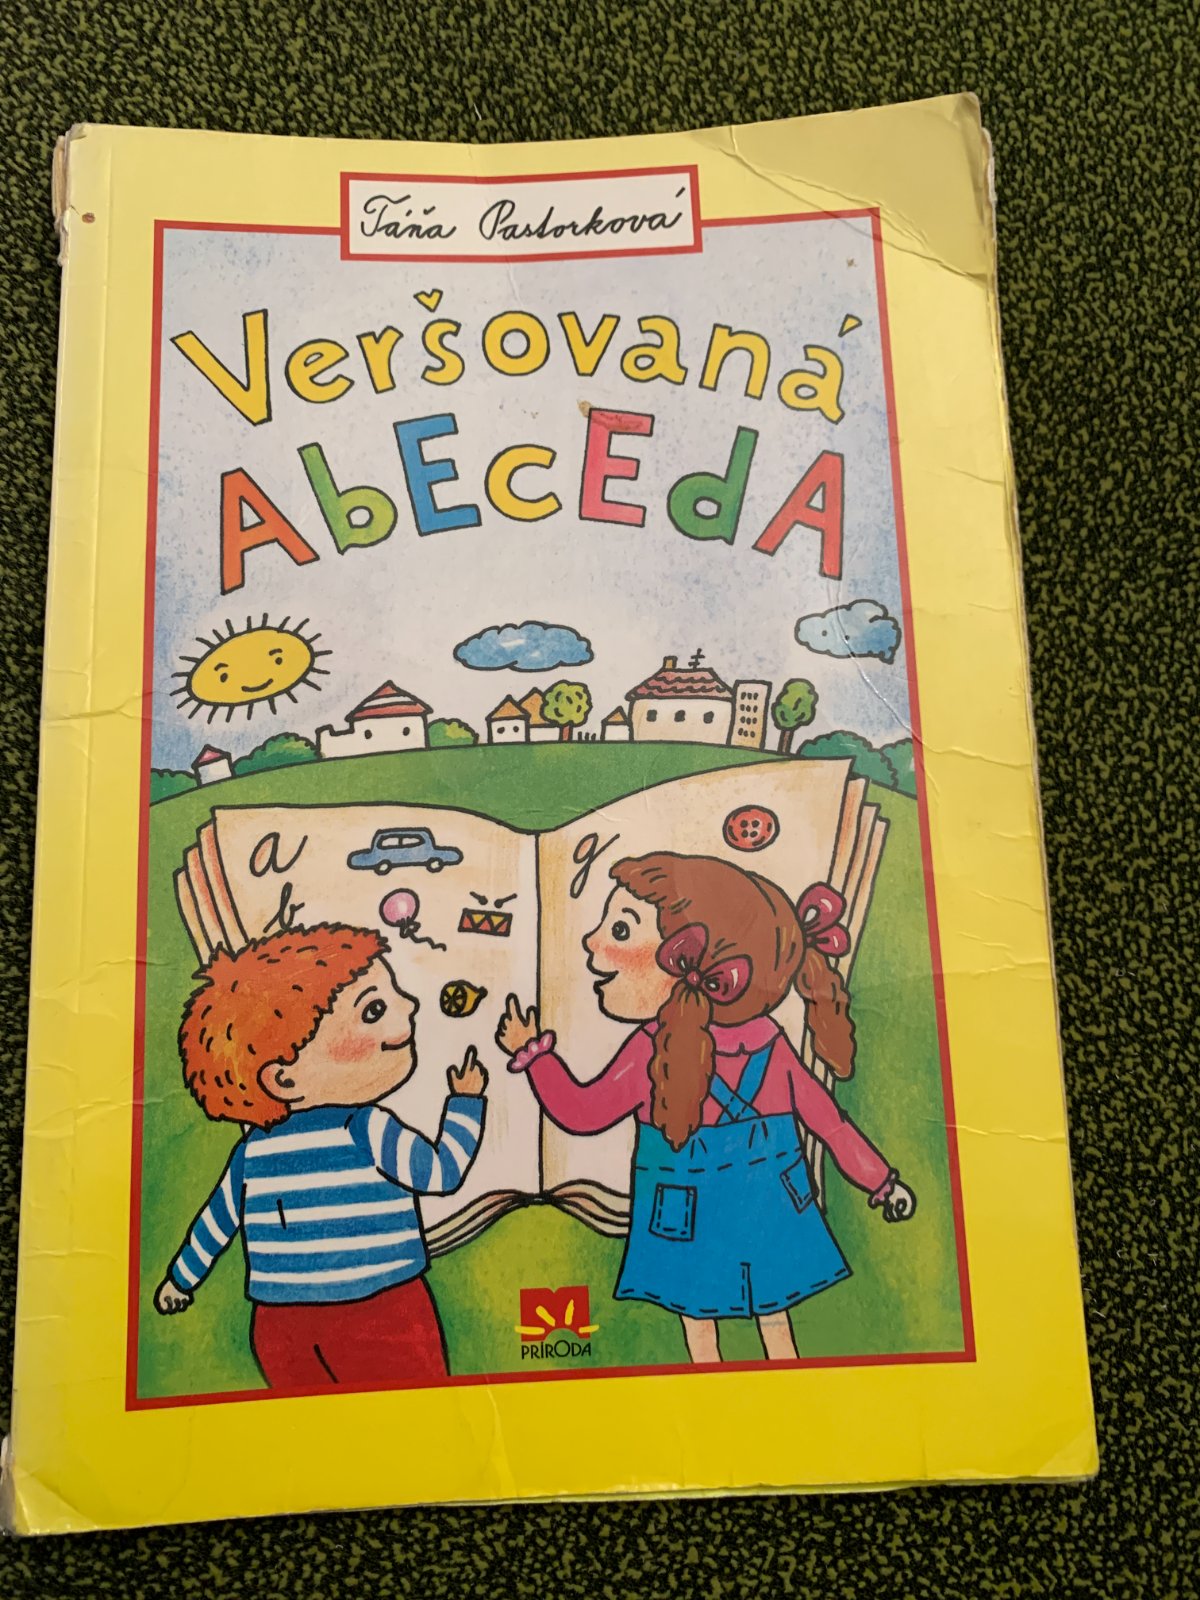 Táňa Pastorková
Veršovaná
AbEcEdA
a
g
b
PRÍRODA